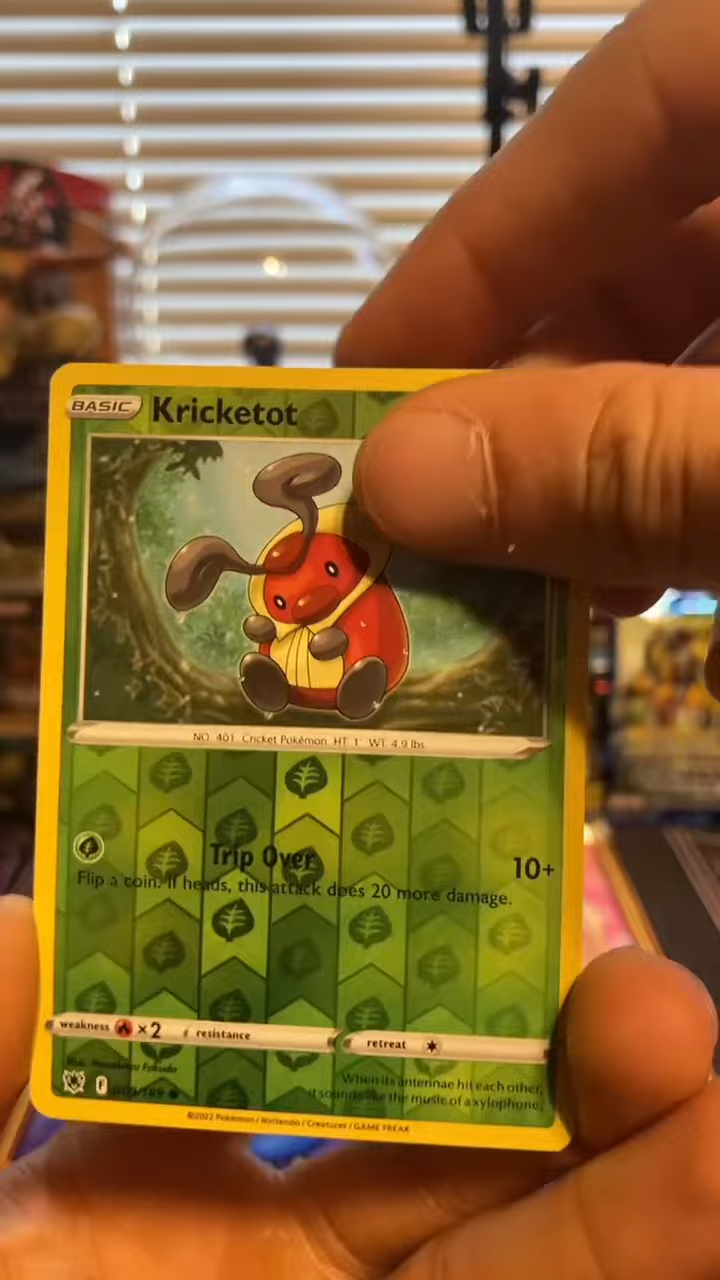 BASIC Kricketot
NO. 401 Cricket Pokémon HT: 1' WT: 4.9 lbs.
Trip Over 10+
Flip a coin. If heads, this attack does 20 more damage.
weakness ×2 resistance retreat
When its antennae hit each other,
it sounds like the music of a xylophone.
F /189
©2022 Pokémon / Nintendo / Creatures / GAME FREAK